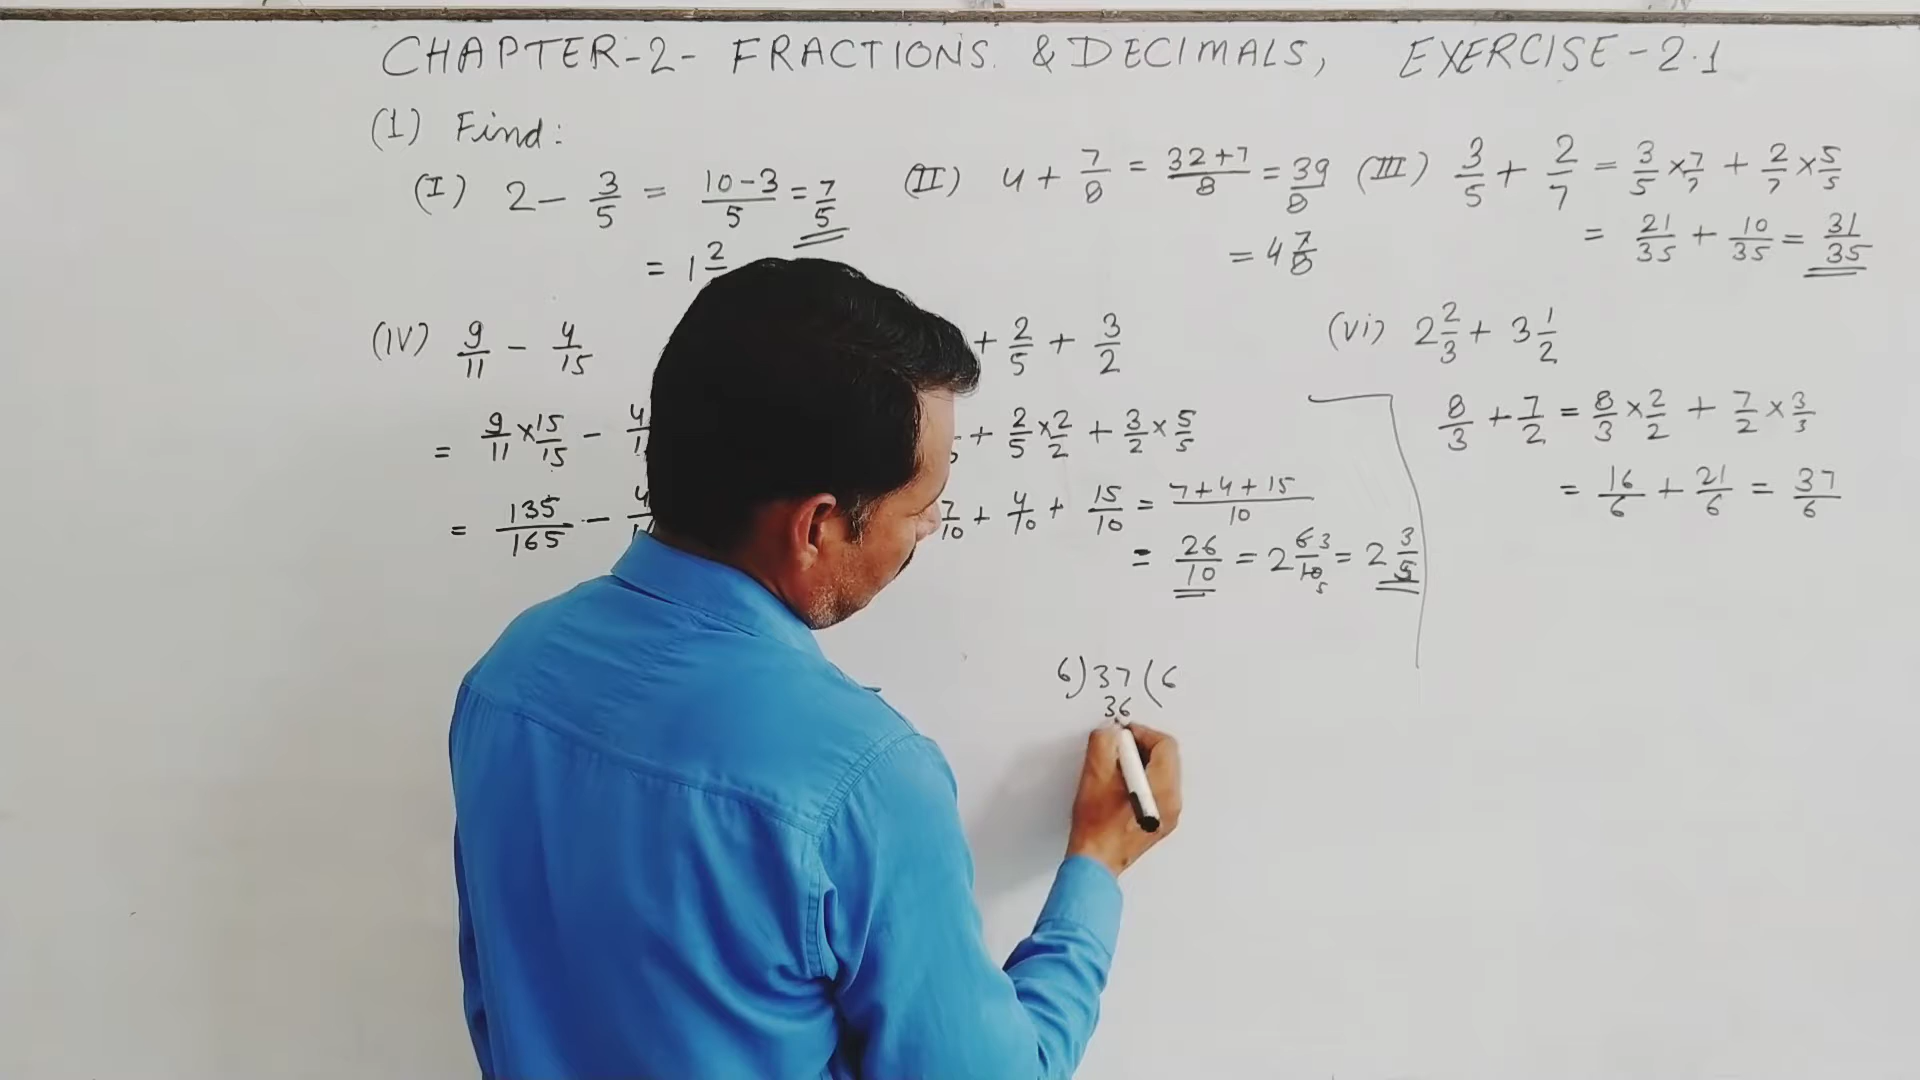 CHAPTER-2- FRACTIONS & DECIMALS, EXERCISE-2.1
(1) Find:
(I) 2 - 3/5 = (10-3)/5 = 7/5
= 1 2
(II) 4 + 7/8 = (32+7)/8 = 39/8
= 4 7/8
(III) 3/5 + 2/7 = 3/5 × 7/7 + 2/7 × 5/5
= 21/35 + 10/35 = 31/35
(IV) 9/11 - 4/15
= 9/11 × 15/15 - 4
= 135/165 - 4
+ 2/5 + 3/2
+ 2/5 × 2/2 + 3/2 × 5/5
7/10 + 4/10 + 15/10 = (7+4+15)/10
= 26/10 = 2 6/10 3 5 = 2 3/5
(vi) 2 2/3 + 3 1/2
8/3 + 7/2 = 8/3 × 2/2 + 7/2 × 3/3
= 16/6 + 21/6 = 37/6
6)37(6
36